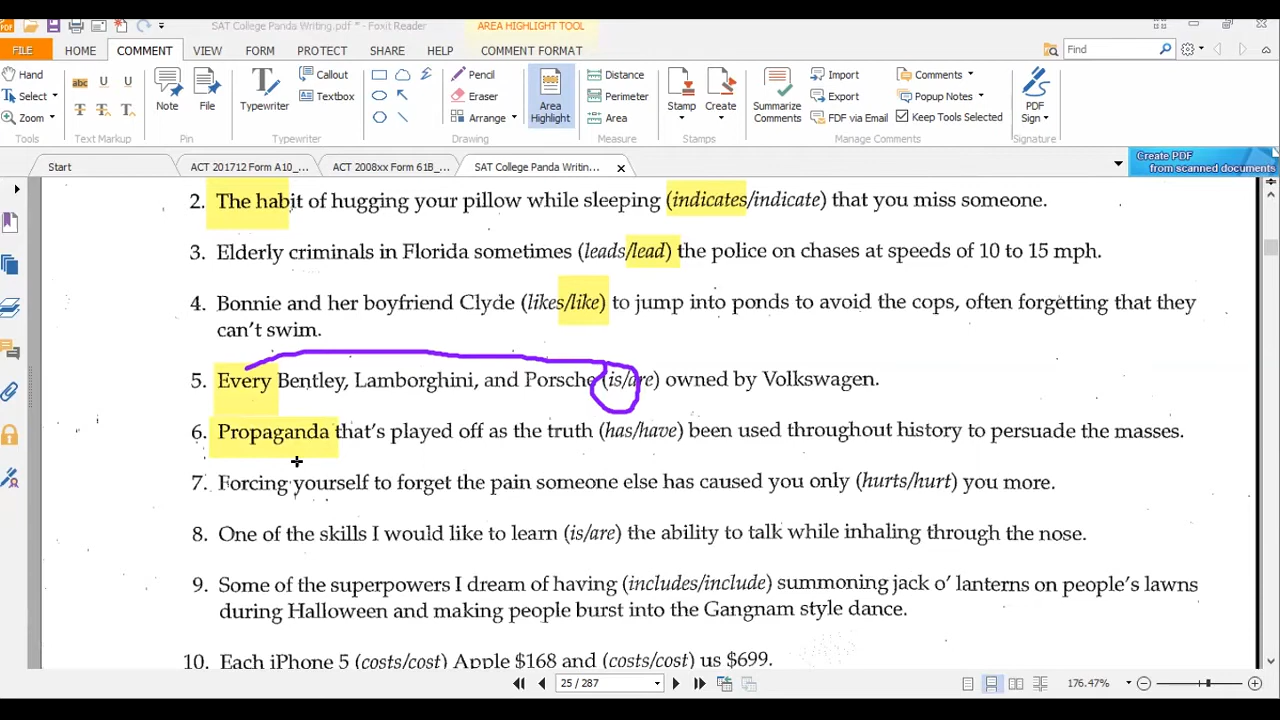 SAT College Panda Writing.pdf * - Foxit Reader
AREA HIGHLIGHT TOOL
FILE HOME COMMENT VIEW FORM PROTECT SHARE HELP COMMENT FORMAT Find
Hand Select Zoom Tools
Text Markup
Note File Pin
Typewriter Callout Textbox Typewriter
Pencil Eraser Arrange Drawing
Area Highlight
Distance Perimeter Area Measure
Stamp Create Stamps
Summarize Comments Import Export FDF via Email Comments Popup Notes Keep Tools Selected Manage Comments
PDF Sign Signature
Start ACT 201712 Form A10_... ACT 2008xx Form 61B_... SAT College Panda Writin...
Create PDF
from scanned documents
2. The habit of hugging your pillow while sleeping (indicates/indicate) that you miss someone.
3. Elderly criminals in Florida sometimes (leads/lead) the police on chases at speeds of 10 to 15 mph.
4. Bonnie and her boyfriend Clyde (likes/like) to jump into ponds to avoid the cops, often forgetting that they
can't swim.
5. Every Bentley, Lamborghini, and Porsche (is/are) owned by Volkswagen.
6. Propaganda that's played off as the truth (has/have) been used throughout history to persuade the masses.
7. Forcing yourself to forget the pain someone else has caused you only (hurts/hurt) you more.
8. One of the skills I would like to learn (is/are) the ability to talk while inhaling through the nose.
9. Some of the superpowers I dream of having (includes/include) summoning jack o' lanterns on people's lawns
during Halloween and making people burst into the Gangnam style dance.
10. Each iPhone 5 (costs/cost) Apple $168 and (costs/cost) us $699.
25 / 287 176.47%